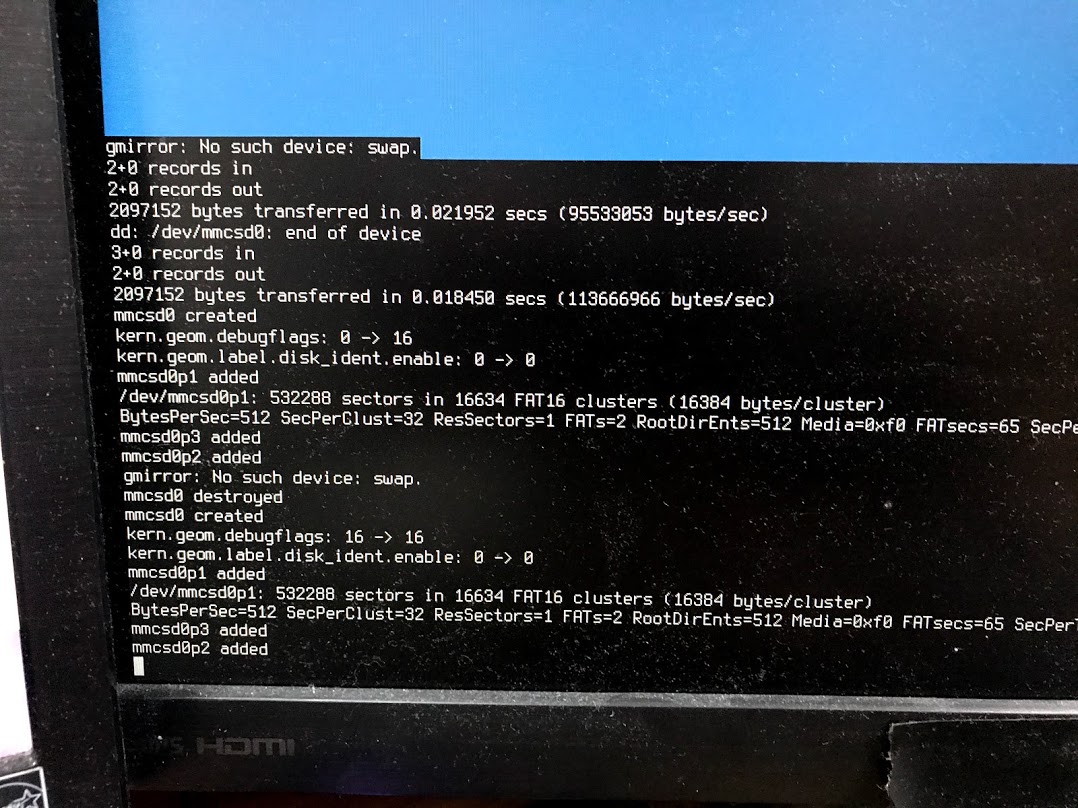 gmirror: No such device: swap.
2+0 records in
2+0 records out
2097152 bytes transferred in 0.021952 secs (95533053 bytes/sec)
dd: /dev/mmcsd0: end of device
3+0 records in
2+0 records out
2097152 bytes transferred in 0.018450 secs (113666966 bytes/sec)
mmcsd0 created
kern.geom.debugflags: 0 -> 16
kern.geom.label.disk_ident.enable: 0 -> 0
mmcsd0p1 added
/dev/mmcsd0p1: 532288 sectors in 16634 FAT16 clusters (16384 bytes/cluster)
BytesPerSec=512 SecPerClust=32 ResSectors=1 FATs=2 RootDirEnts=512 Media=0xf0 FATsecs=65 SecPe
mmcsd0p3 added
mmcsd0p2 added
gmirror: No such device: swap.
mmcsd0 destroyed
mmcsd0 created
kern.geom.debugflags: 16 -> 16
kern.geom.label.disk_ident.enable: 0 -> 0
mmcsd0p1 added
/dev/mmcsd0p1: 532288 sectors in 16634 FAT16 clusters (16384 bytes/cluster)
BytesPerSec=512 SecPerClust=32 ResSectors=1 FATs=2 RootDirEnts=512 Media=0xf0 FATsecs=65 SecPerT
mmcsd0p3 added
mmcsd0p2 added
HDMI